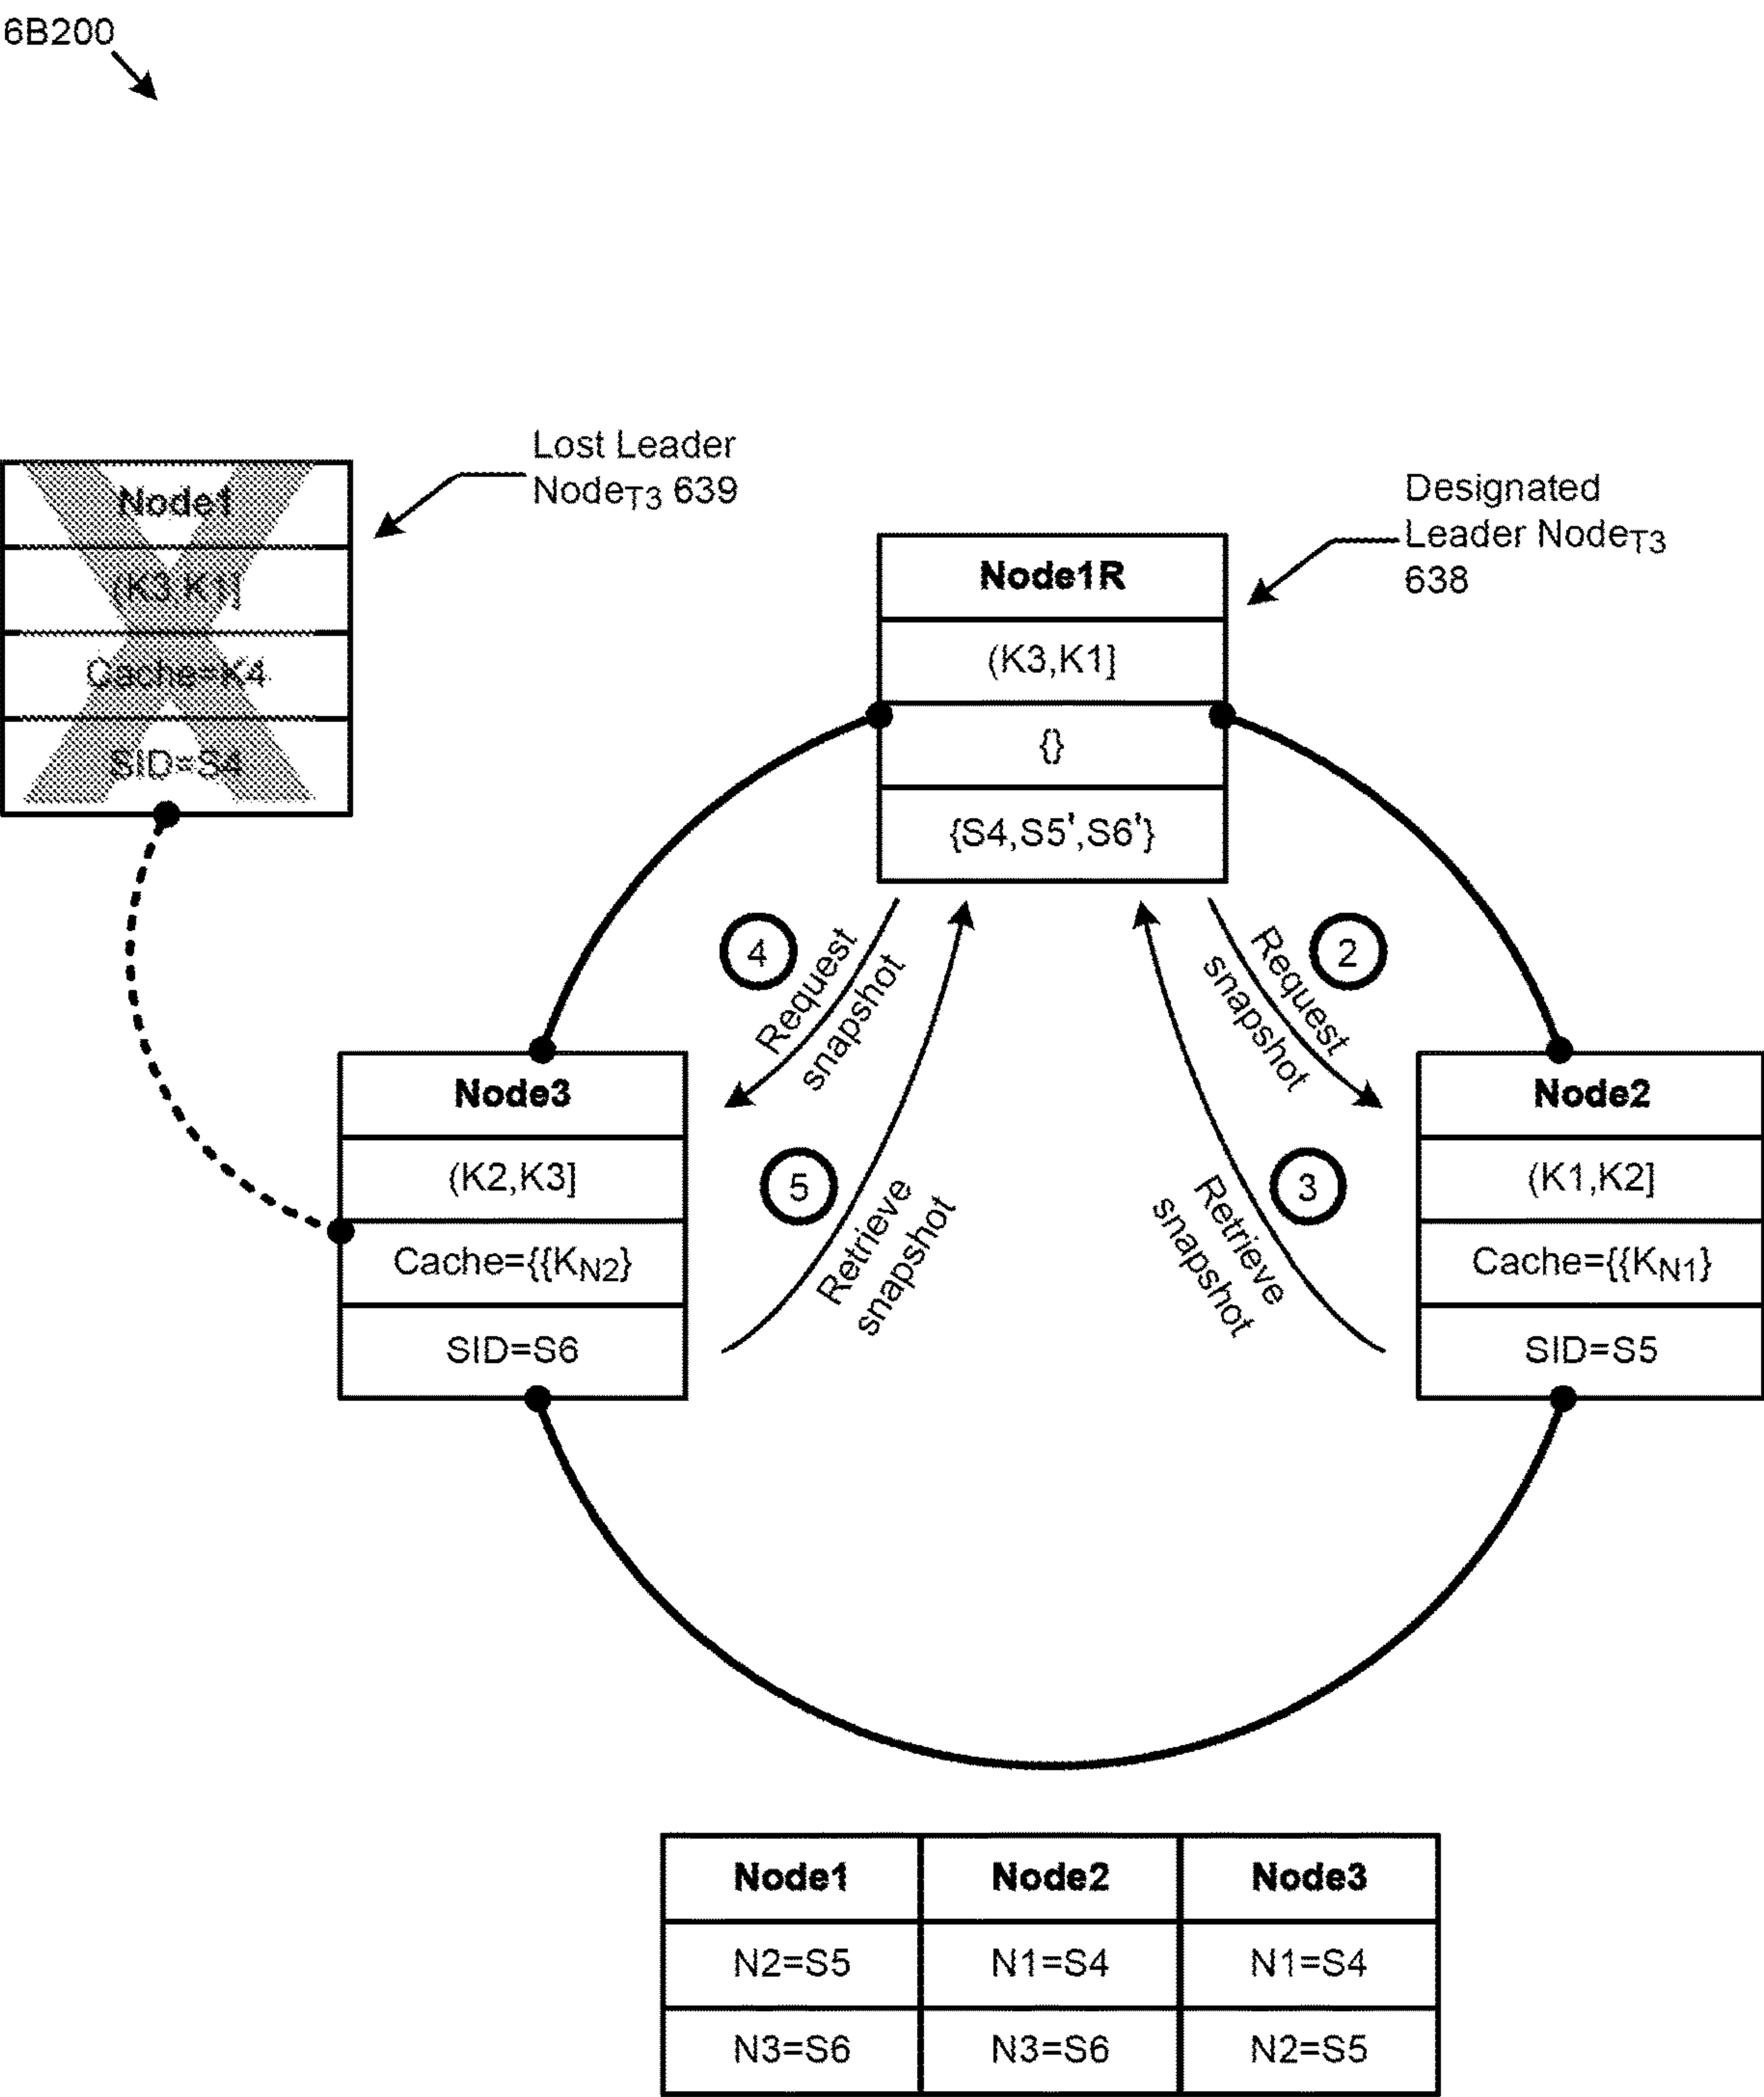 6B200
Lost Leader
NodeT3 639
Designated
Leader NodeT3
638
Node1
(K3,K1]
Cache=K4
SID=S4
Node1R
(K3,K1]
{}
{S4,S5',S6'}
4
Request
snapshot
2
Request
snapshot
Node3
(K2,K3]
Cache={{KN2}
SID=S6
5
Retrieve
snapshot
3
Retrieve
snapshot
Node2
(K1,K2]
Cache={{KN1}
SID=S5
Node1 Node2 Node3
N2=S5 N1=S4 N1=S4
N3=S6 N3=S6 N2=S5